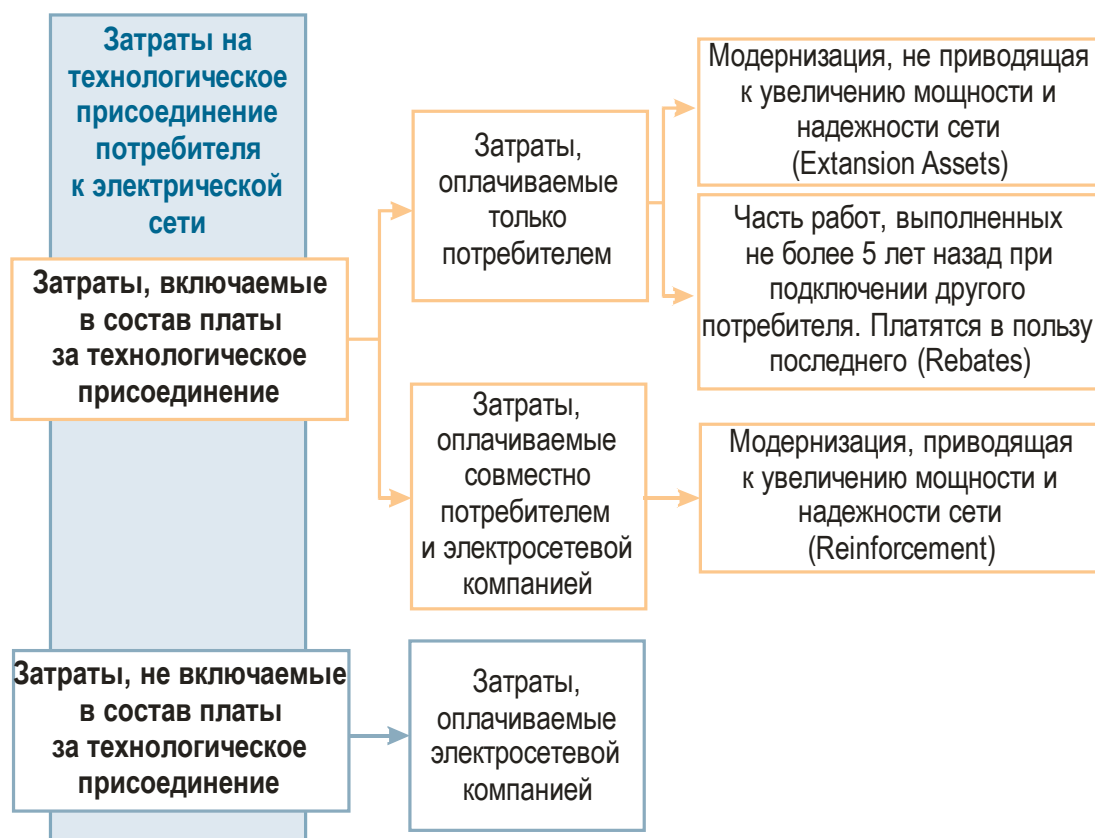 Затраты на
технологическое
присоединение
потребителя
к электрической
сети
Затраты, включаемые
в состав платы
за технологическое
присоединение
Затраты,
оплачиваемые
только
потребителем
Модернизация, не приводящая
к увеличению мощности и
надежности сети
(Extansion Assets)
Часть работ, выполненных
не более 5 лет назад при
подключении другого
потребителя. Платятся в пользу
последнего (Rebates)
Затраты,
оплачиваемые
совместно
потребителем
и электросетевой
компанией
Модернизация, приводящая
к увеличению мощности и
надежности сети
(Reinforcement)
Затраты, не включаемые
в состав платы
за технологическое
присоединение
Затраты,
оплачиваемые
электросетевой
компанией